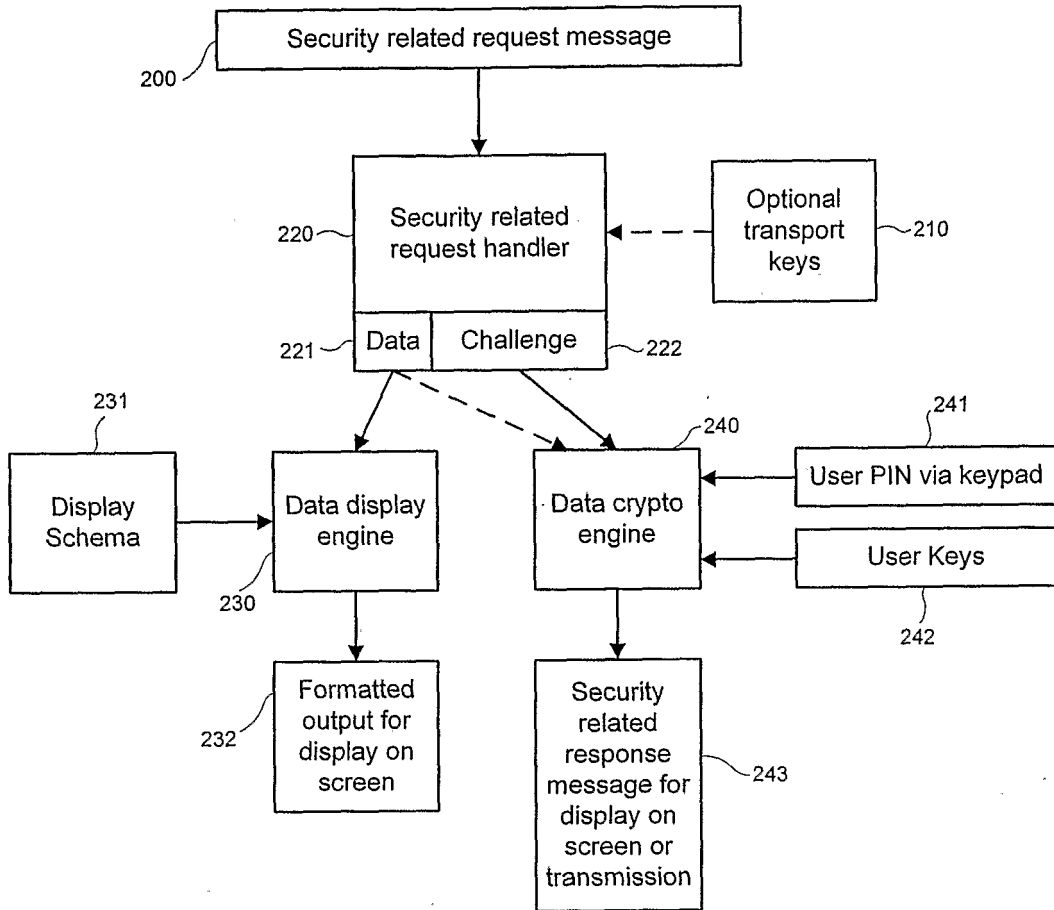 Security related request message
200
Security related
request handler
220
Optional
transport
keys
210
221
Data
Challenge
222
231
240
241
Display
Schema
Data display
engine
230
Data crypto
engine
User PIN via keypad
User Keys
242
Formatted
output for
display on
screen
232
Security
related
response
message for
display on
screen or
transmission
243